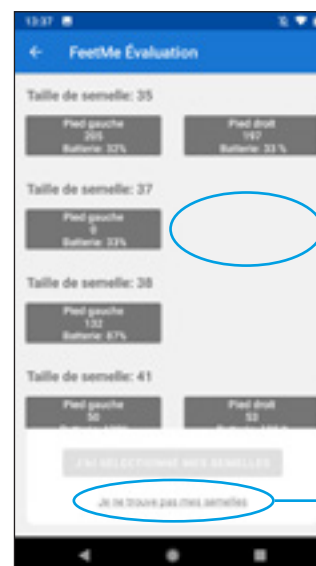 13:37
FeetMe Évaluation
Taille de semelle: 35
Pied gauche
205
Batterie: 32%
Pied droit
197
Batterie: 33 %
Taille de semelle: 37
Pied gauche
Batterie: 33%
Taille de semelle: 38
Pied gauche
132
Batterie: 87%
Taille de semelle: 41
Pied gauche
50
Pied droit
53
J'AI SÉLECTIONNÉ MES SEMELLES
Je ne trouve pas mes semelles